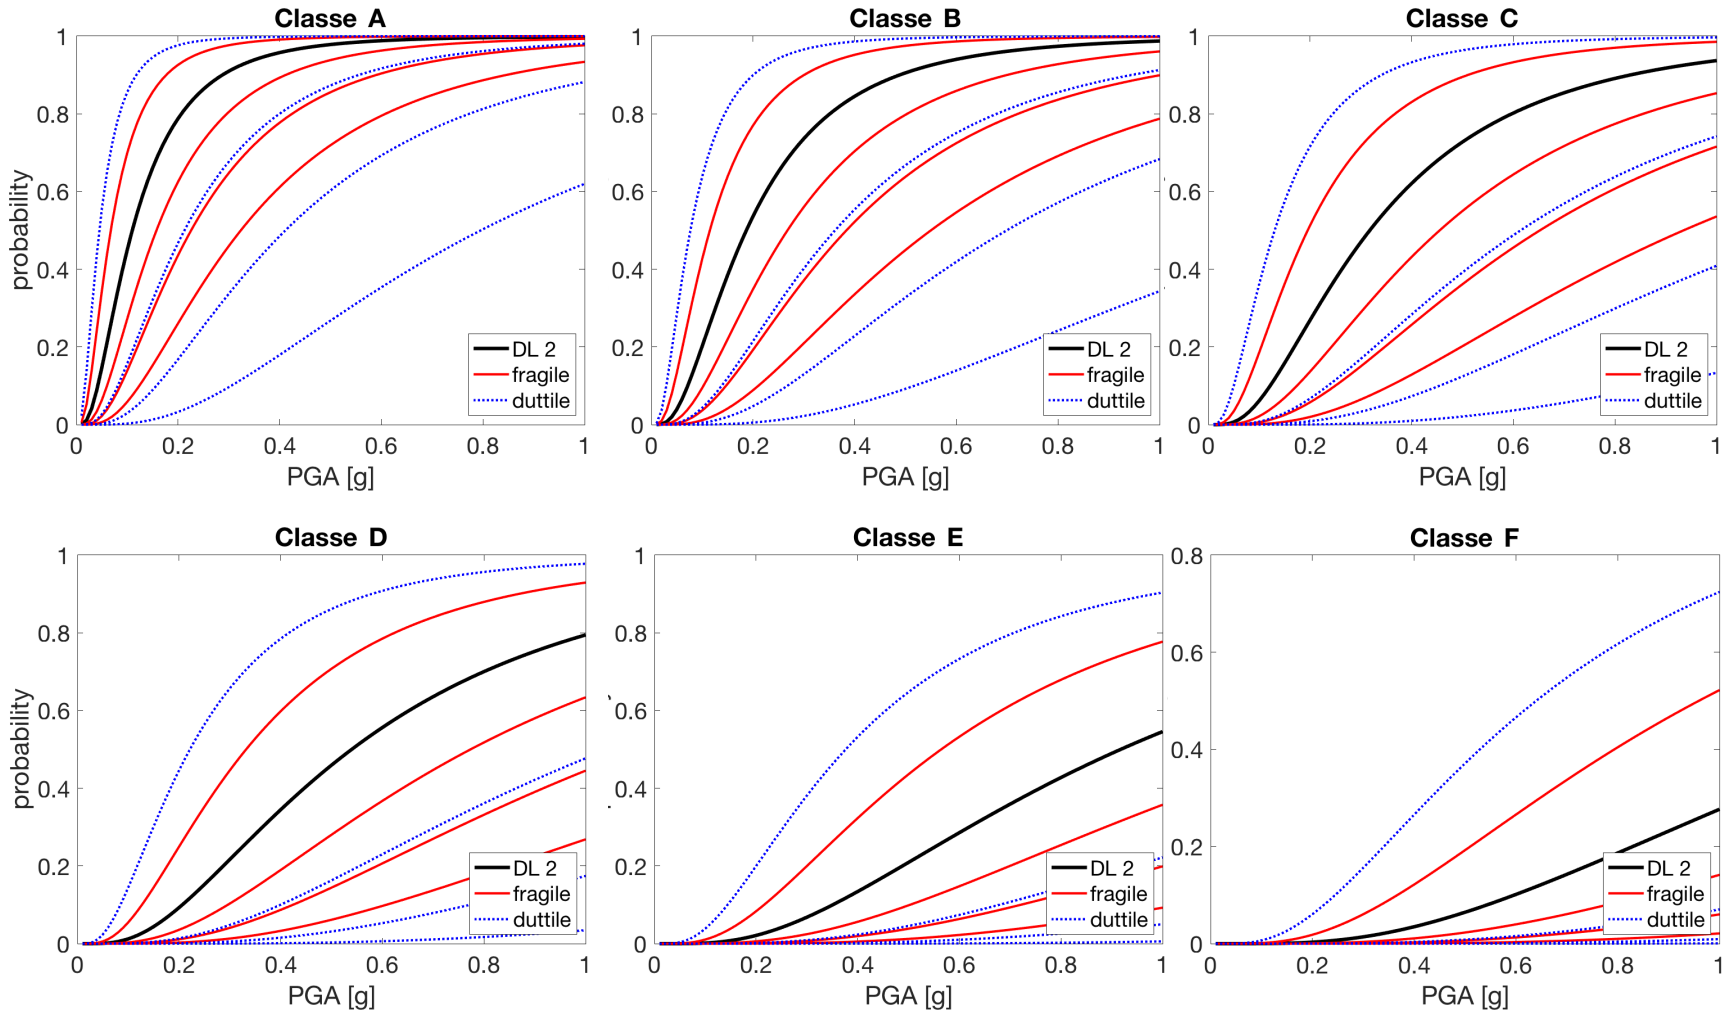 Classe A
1
0.8
0.6
0.4
0.2
0
probability
0 0.2 0.4 0.6 0.8 1
PGA [g]
DL 2
fragile
duttile
Classe B
1
0.8
0.6
0.4
0.2
0
0 0.2 0.4 0.6 0.8 1
PGA [g]
DL 2
fragile
duttile
Classe C
1
0.8
0.6
0.4
0.2
0
0 0.2 0.4 0.6 0.8 1
PGA [g]
DL 2
fragile
duttile
Classe D
1
0.8
0.6
0.4
0.2
0
probability
0 0.2 0.4 0.6 0.8 1
PGA [g]
DL 2
fragile
duttile
Classe E
1
0.8
0.6
0.4
0.2
0
0 0.2 0.4 0.6 0.8 1
PGA [g]
DL 2
fragile
duttile
Classe F
0.8
0.6
0.4
0.2
0
0 0.2 0.4 0.6 0.8 1
PGA [g]
DL 2
fragile
duttile